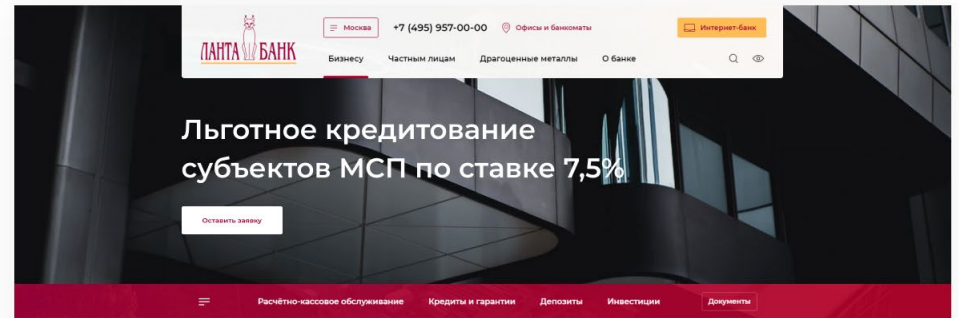 ЛАНТА БАНК
Москва
+7 (495) 957-00-00
Офисы и банкоматы
Интернет-банк
Бизнесу
Частным лицам
Драгоценные металлы
О банке
Льготное кредитование
субъектов МСП по ставке 7,5%
Оставить заявку
Расчётно-кассовое обслуживание
Кредиты и гарантии
Депозиты
Инвестиции
Документы